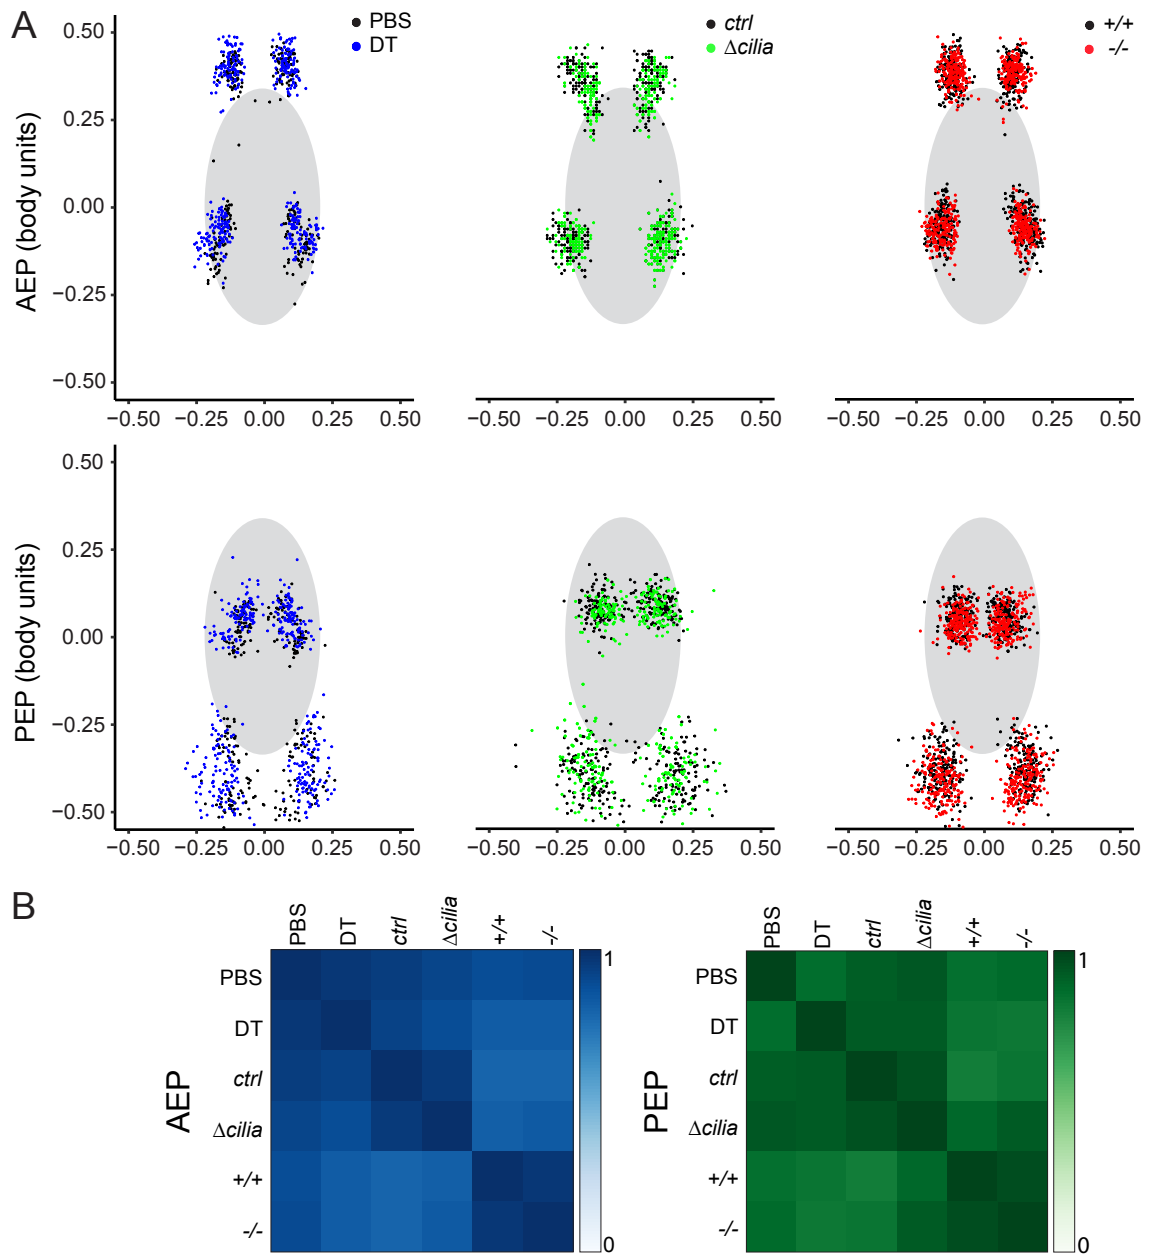 A
PBS
DT
ctrl
Δcilia
+/+
-/-
AEP (body units)
0.50
0.25
0.00
−0.25
−0.50
−0.50 −0.25 0.00 0.25 0.50
−0.50 −0.25 0.00 0.25 0.50
−0.50 −0.25 0.00 0.25 0.50
PEP (body units)
0.50
0.25
0.00
−0.25
−0.50
−0.50 −0.25 0.00 0.25 0.50
−0.50 −0.25 0.00 0.25 0.50
−0.50 −0.25 0.00 0.25 0.50
B
AEP
PBS DT ctrl Δcilia +/+ -/-
PBS
DT
ctrl
Δcilia
+/+
-/-
1
0
PEP
PBS DT ctrl Δcilia +/+ -/-
PBS
DT
ctrl
Δcilia
+/+
-/-
1
0